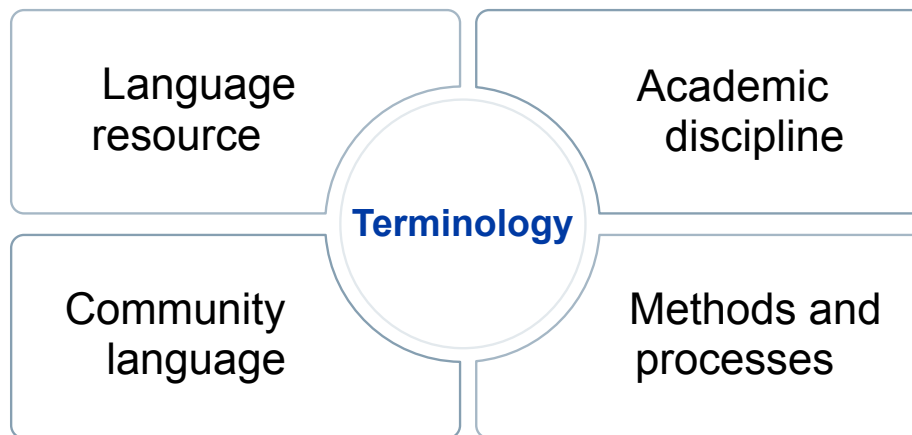 Language
resource
Academic
discipline
Terminology
Community
language
Methods and
processes